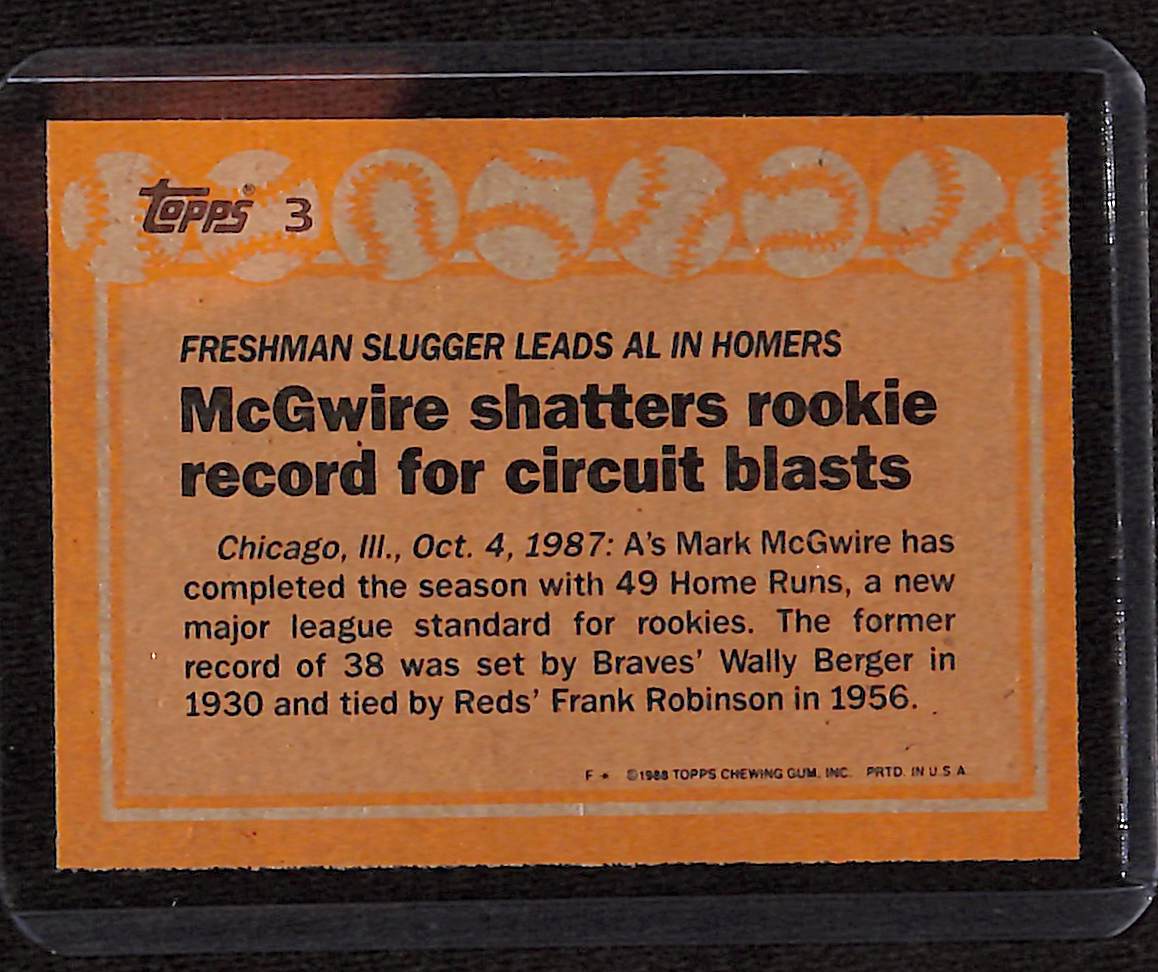 Topps® 3
FRESHMAN SLUGGER LEADS AL IN HOMERS
McGwire shatters rookie
record for circuit blasts
Chicago, Ill., Oct. 4, 1987: A's Mark McGwire has
completed the season with 49 Home Runs, a new
major league standard for rookies. The former
record of 38 was set by Braves' Wally Berger in
1930 and tied by Reds' Frank Robinson in 1956.
F * ©1988 TOPPS CHEWING GUM, INC. PRTD. IN U.S.A.